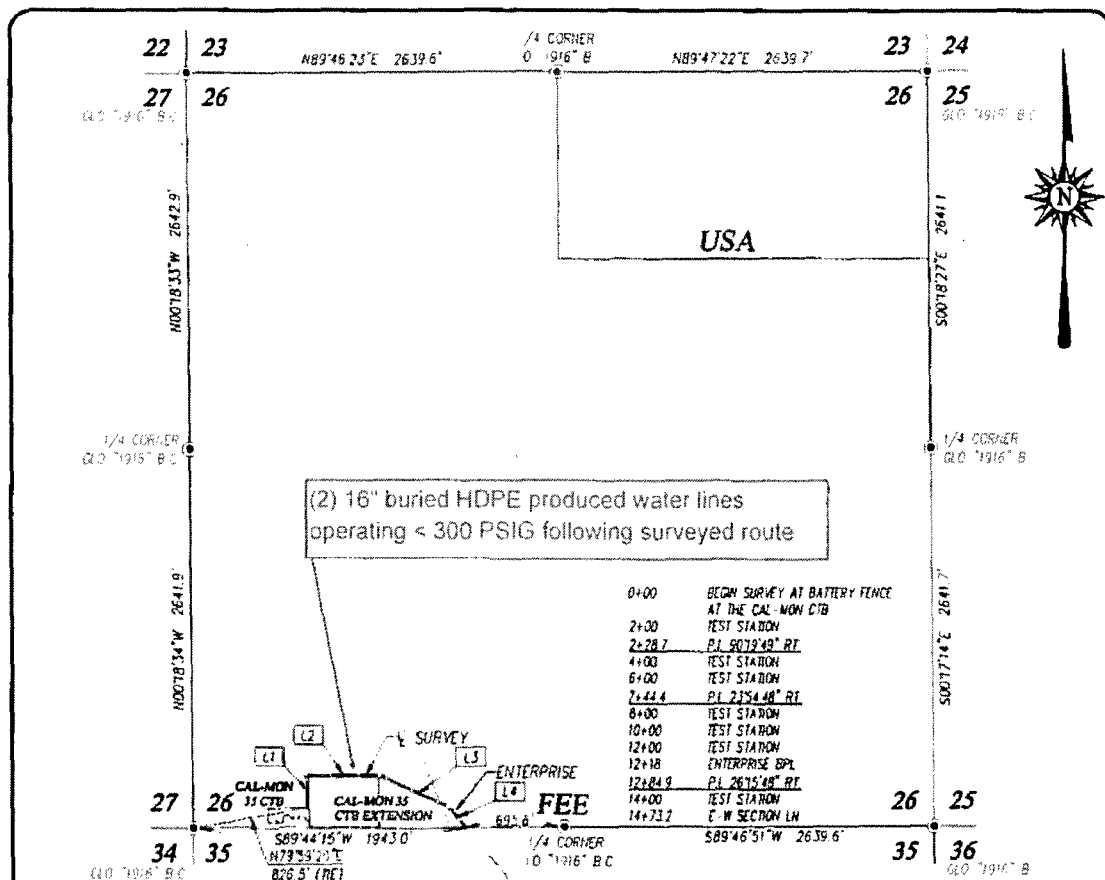 22 23
N89°46'23"E 2639.6'
1/4 CORNER
"1916" B
N89°47'22"E 2639.7'
23 24
27 26
26 25
N00°18'33"W 2642.9'
S00°18'27"E 2641.1
N
USA
1/4 CORNER
1/4 CORNER
GLO "1916" B
(2) 16" buried HDPE produced water lines
operating < 300 PSIG following surveyed route
N00°18'34"W 2641.9'
S00°17'14"E 2641.7'
0+00 BEGIN SURVEY AT BATTERY FENCE
AT THE CAL-MON CTB
2+00 TEST STATION
2+28.7 P.I. 90°19'49" RT
4+00 TEST STATION
6+00 TEST STATION
7+44.4 P.I. 23°54'48" RT
8+00 TEST STATION
10+00 TEST STATION
12+00 TEST STATION
12+18 ENTERPRISE BPL
12+84.9 P.I. 26°15'48" RT
14+00 TEST STATION
14+73.2 E-W SECTION LN
L1
L2
SURVEY
L3
ENTERPRISE
L4
CAL-MON
35 CTB
CAL-MON 35
CTB EXTENSION
FEE
27 26
26 25
695.6'
S89°44'15"W 1943.0'
1/4 CORNER
"1916" B.C
S89°46'51"W 2639.6'
34 35
35 36
N79°59'20"E
826.5' (TIE)